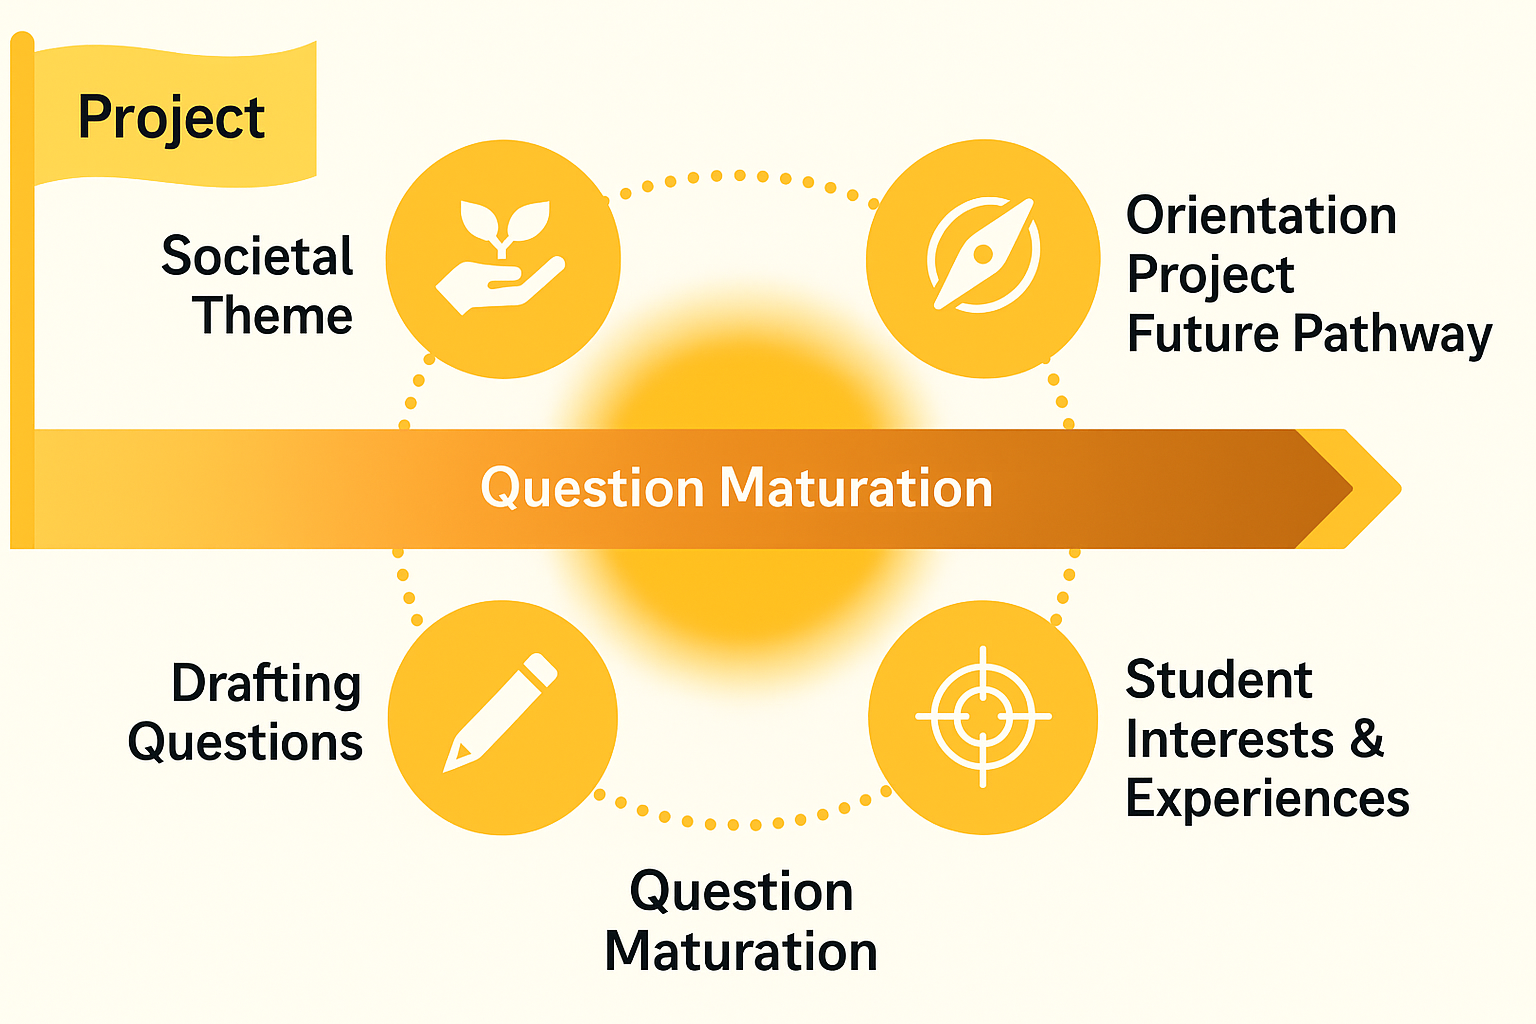 Project
Societal
Theme
Orientation
Project
Future Pathway
Question Maturation
Drafting
Questions
Student
Interests &
Experiences
Question
Maturation